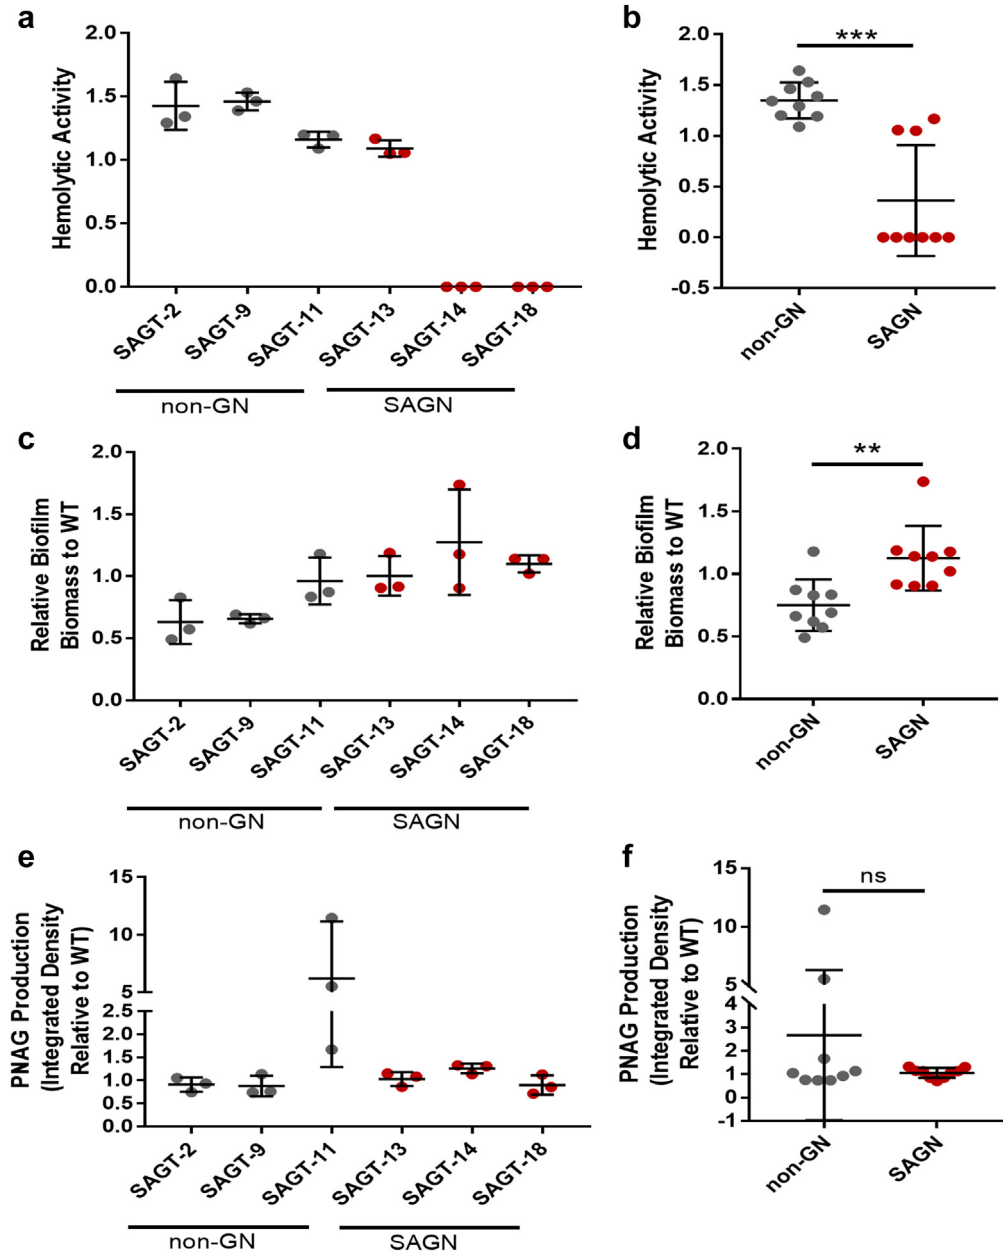 a
2.0
1.5
1.0
0.5
0.0
Hemolytic Activity
SAGT-2
SAGT-9
SAGT-11
SAGT-13
SAGT-14
SAGT-18
non-GN
SAGN
b
***
2.0
1.5
1.0
0.5
0.0
-0.5
Hemolytic Activity
non-GN
SAGN
c
2.0
1.5
1.0
0.5
0.0
Relative Biofilm
Biomass to WT
SAGT-2
SAGT-9
SAGT-11
SAGT-13
SAGT-14
SAGT-18
non-GN
SAGN
d
**
2.0
1.5
1.0
0.5
0.0
Relative Biofilm
Biomass to WT
non-GN
SAGN
e
15
10
5
2.5
2.0
1.5
1.0
0.5
0.0
PNAG Production
(Integrated Density
Relative to WT)
SAGT-2
SAGT-9
SAGT-11
SAGT-13
SAGT-14
SAGT-18
non-GN
SAGN
f
ns
15
10
5
4
3
2
1
0
-1
PNAG Production
(Integrated Density
Relative to WT)
non-GN
SAGN